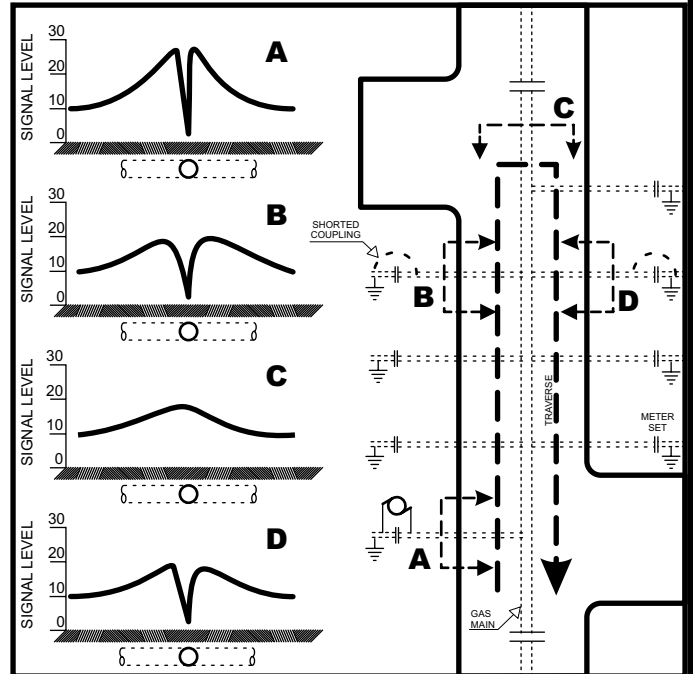 A
SIGNAL LEVEL
30
20
10
0
B
SIGNAL LEVEL
30
20
10
0
C
SIGNAL LEVEL
30
20
10
0
D
SIGNAL LEVEL
30
20
10
0
C
SHORTED
COUPLING
B
D
TRAVERSE
METER
SET
A
GAS
MAIN